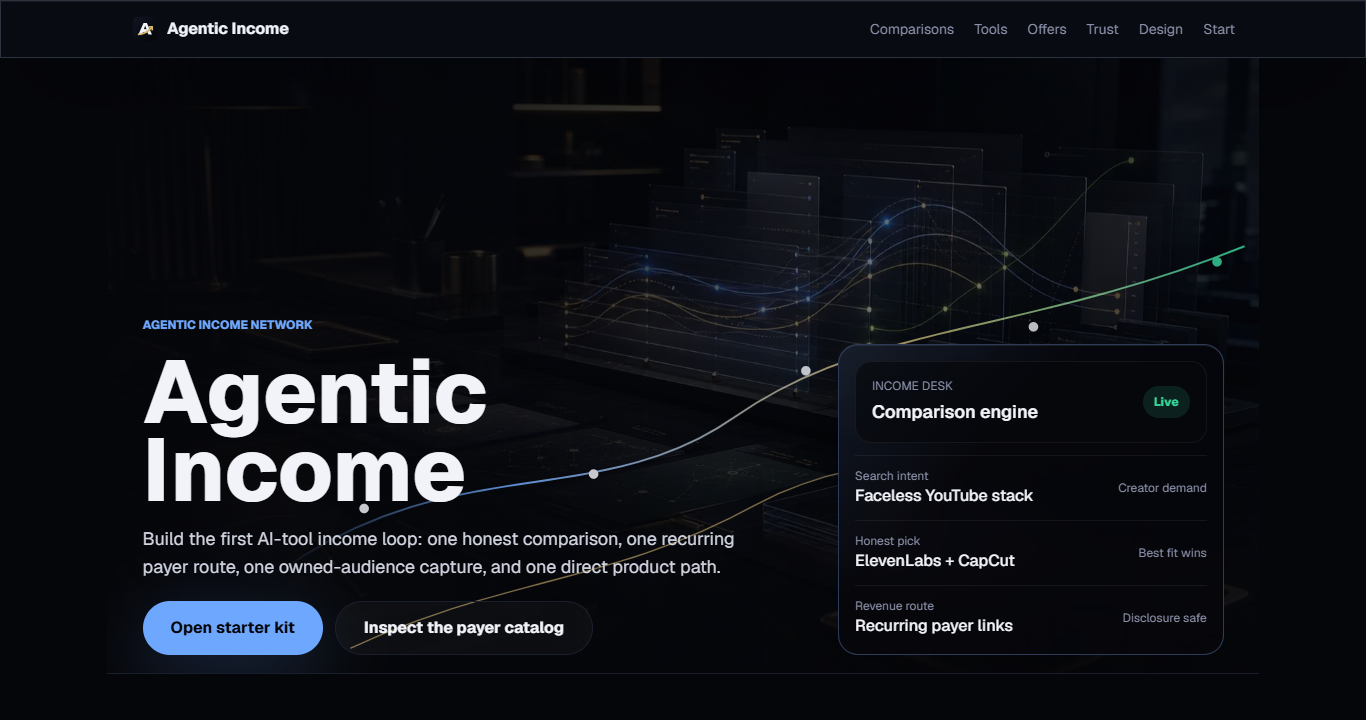 Agentic Income
Comparisons Tools Offers Trust Design Start
AGENTIC INCOME NETWORK
Agentic
Income
Build the first AI-tool income loop: one honest comparison, one recurring
payer route, one owned-audience capture, and one direct product path.
Open starter kit
Inspect the payer catalog
INCOME DESK
Comparison engine
Live
Search intent
Faceless YouTube stack
Creator demand
Honest pick
ElevenLabs + CapCut
Best fit wins
Revenue route
Recurring payer links
Disclosure safe